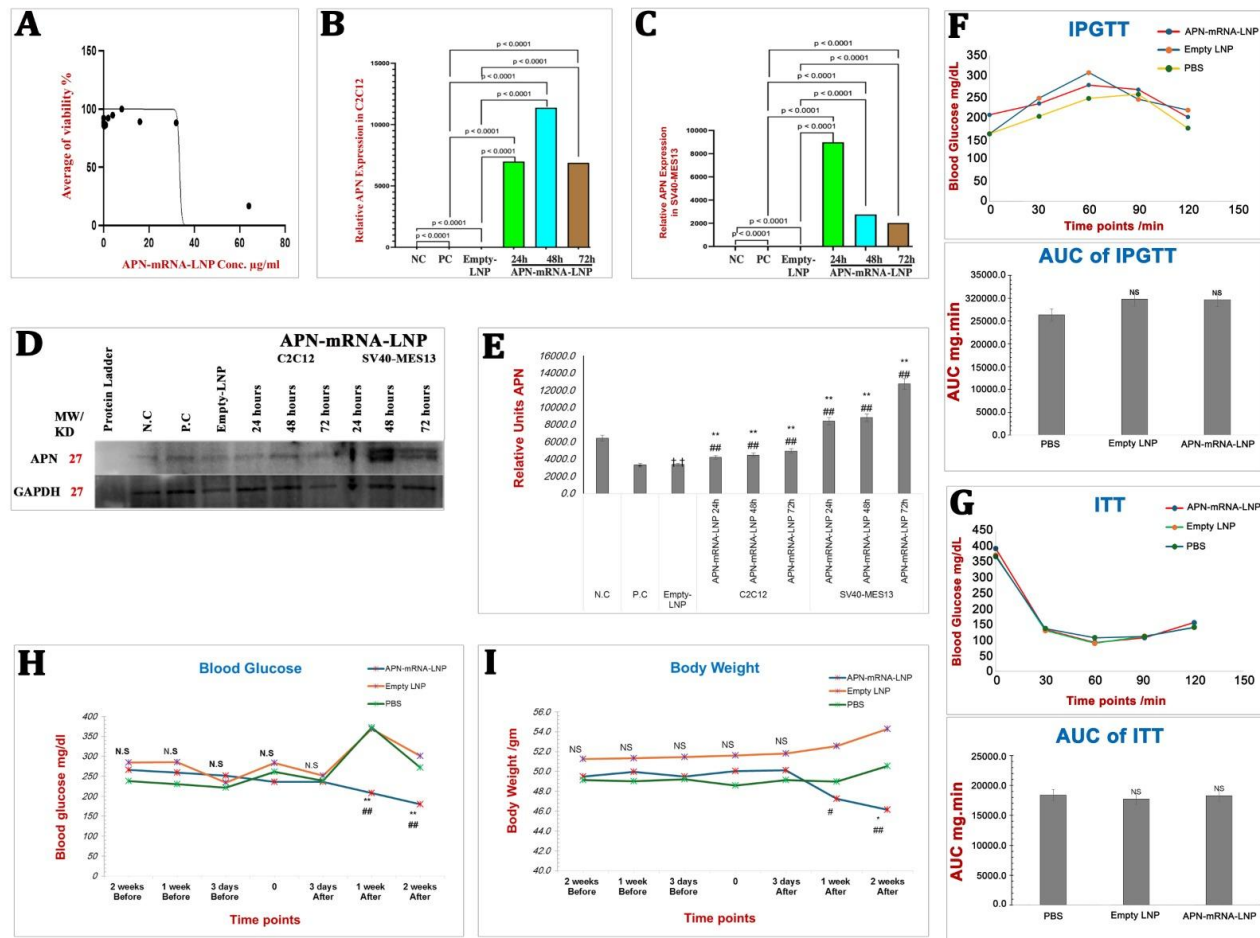 A
150
100
50
0
0 20 40 60 80
Average of viability %
APN-mRNA-LNP Conc. µg/ml
B
p < 0.0001
p < 0.0001
p < 0.0001
p < 0.0001
p < 0.0001
p < 0.0001
p < 0.0001
p < 0.0001
15000
10000
5000
0
Relative APN Expression in C2C12
NC PC Empty-LNP 24h 48h 72h
APN-mRNA-LNP
C
p < 0.0001
p < 0.0001
p < 0.0001
p < 0.0001
p < 0.0001
p < 0.0001
p < 0.0001
p < 0.0001
10000
8000
6000
4000
2000
0
Relative APN Expression
in SV40-MES13
NC PC Empty-LNP 24h 48h 72h
APN-mRNA-LNP
D
APN-mRNA-LNP
C2C12 SV40-MES13
Protein Ladder
N.C
P.C
Empty-LNP
24 hours
48 hours
72 hours
24 hours
48 hours
72 hours
MW/
KD
APN 27
GAPDH 27
E
16000.0
14000.0
12000.0
10000.0
8000.0
6000.0
4000.0
2000.0
0.0
Relative Units APN
‡ ‡
** ** ** ** ** **
## ## ## ## ## ##
APN-mRNA-LNP 24h
APN-mRNA-LNP 48h
APN-mRNA-LNP 72h
APN-mRNA-LNP 24h
APN-mRNA-LNP 48h
APN-mRNA-LNP 72h
N.C P.C Empty-LNP C2C12 SV40-MES13
F
IPGTT
APN-mRNA-LNP
Empty LNP
PBS
350
300
250
200
150
100
50
0
Blood Glucose mg/dL
0 30 60 90 120 150
Time points /min
AUC of IPGTT
35000.0
320000.0
25000.0
20000.0
15000.0
5000.0
0.0
AUC mg.min
NS NS
PBS Empty LNP APN-mRNA-LNP
G
ITT
APN-mRNA-LNP
Empty LNP
PBS
450
400
350
300
250
200
150
100
50
0
Blood Glucose mg/dL
0 30 60 90 120 150
Time points /min
AUC of ITT
25000.0
20000.0
15000.0
10000.0
5000.0
0.0
AUC mg.min
NS NS
PBS Empty LNP APN-mRNA-LNP
H
Blood Glucose
APN-mRNA-LNP
Empty LNP
PBS
400
350
300
250
200
150
100
50
0
Blood glucose mg/dl
N.S N.S N.S N.S N.S
** **
## ##
2 weeks Before
1 week Before
3 days Before
0
3 days After
1 week After
2 weeks After
Time points
I
Body Weight
APN-mRNA-LNP
Empty LNP
PBS
56.0
54.0
52.0
50.0
48.0
46.0
44.0
42.0
40.0
Body Weight /gm
NS NS NS NS NS
# * ##
2 weeks Before
1 week Before
3 days Before
0
3 days After
1 week After
2 week After
Time points